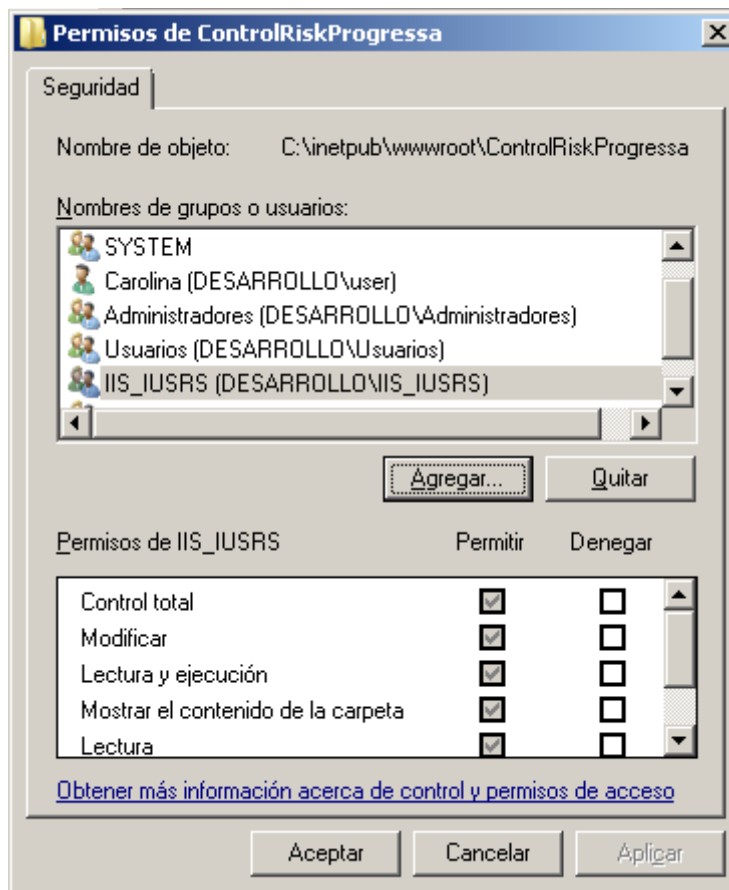 Permisos de ControlRiskProgressa
Seguridad
Nombre de objeto: C:\inetpub\wwwroot\ControlRiskProgressa
Nombres de grupos o usuarios:
SYSTEM
Carolina (DESARROLLO\user)
Administradores (DESARROLLO\Administradores)
Usuarios (DESARROLLO\Usuarios)
IIS_IUSRS (DESARROLLO\IIS_IUSRS)
Agregar... Quitar
Permisos de IIS_IUSRS Permitir Denegar
Control total
Modificar
Lectura y ejecución
Mostrar el contenido de la carpeta
Lectura
Obtener más información acerca de control y permisos de acceso
Aceptar Cancelar Aplicar